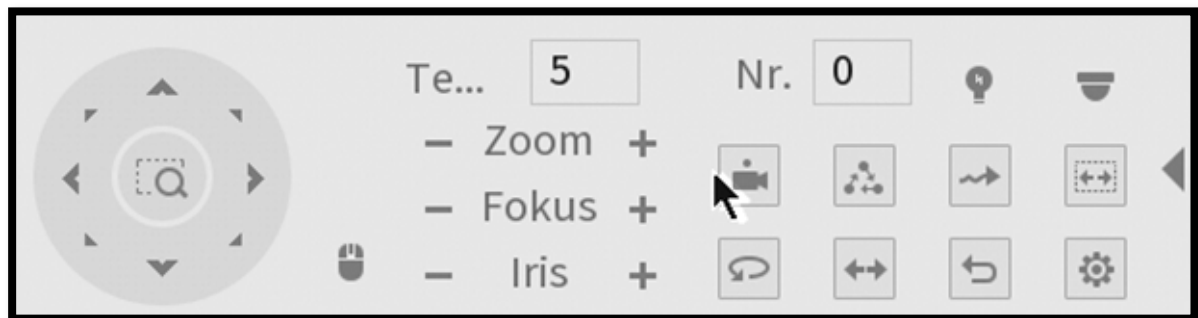 Te... 5 Nr. 0
− Zoom +
− Fokus +
− Iris +